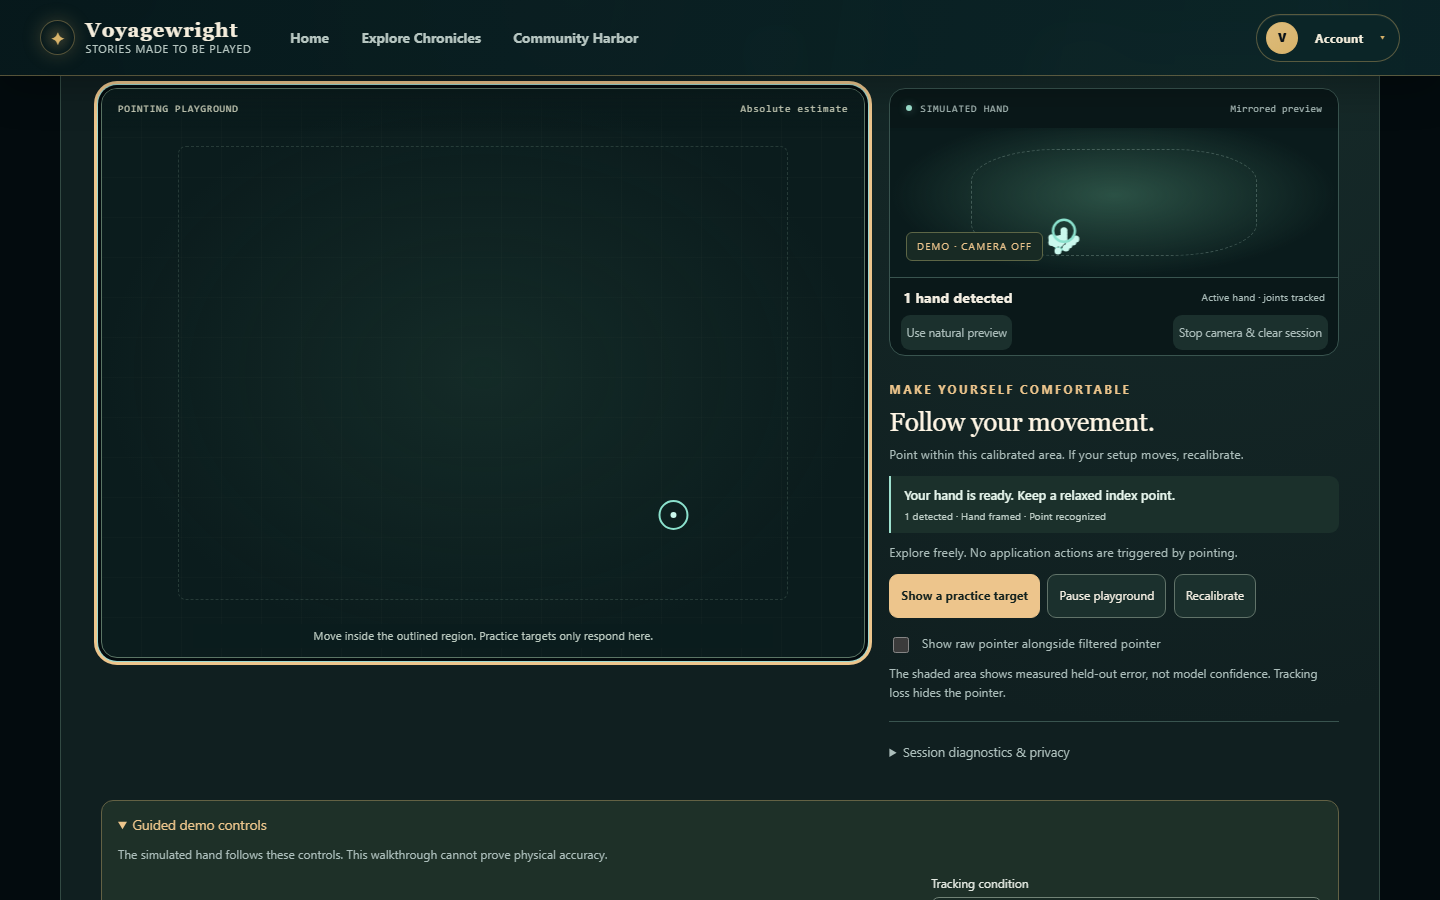 Voyagewright
STORIES MADE TO BE PLAYED
Home
Explore Chronicles
Community Harbor
V
Account
POINTING PLAYGROUND
Absolute estimate
Move inside the outlined region. Practice targets only respond here.
SIMULATED HAND
Mirrored preview
DEMO · CAMERA OFF
1 hand detected
Active hand · joints tracked
Use natural preview
Stop camera & clear session
MAKE YOURSELF COMFORTABLE
Follow your movement.
Point within this calibrated area. If your setup moves, recalibrate.
Your hand is ready. Keep a relaxed index point.
1 detected · Hand framed · Point recognized
Explore freely. No application actions are triggered by pointing.
Show a practice target
Pause playground
Recalibrate
Show raw pointer alongside filtered pointer
The shaded area shows measured held-out error, not model confidence. Tracking
loss hides the pointer.
Session diagnostics & privacy
Guided demo controls
The simulated hand follows these controls. This walkthrough cannot prove physical accuracy.
Tracking condition